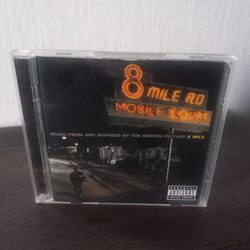 8 MILE RD
MOBILE COURT
MUSIC FROM AND INSPIRED BY THE MOTION PICTURE 8 MILE
PARENTAL
ADVISORY
EXPLICIT CONTENT